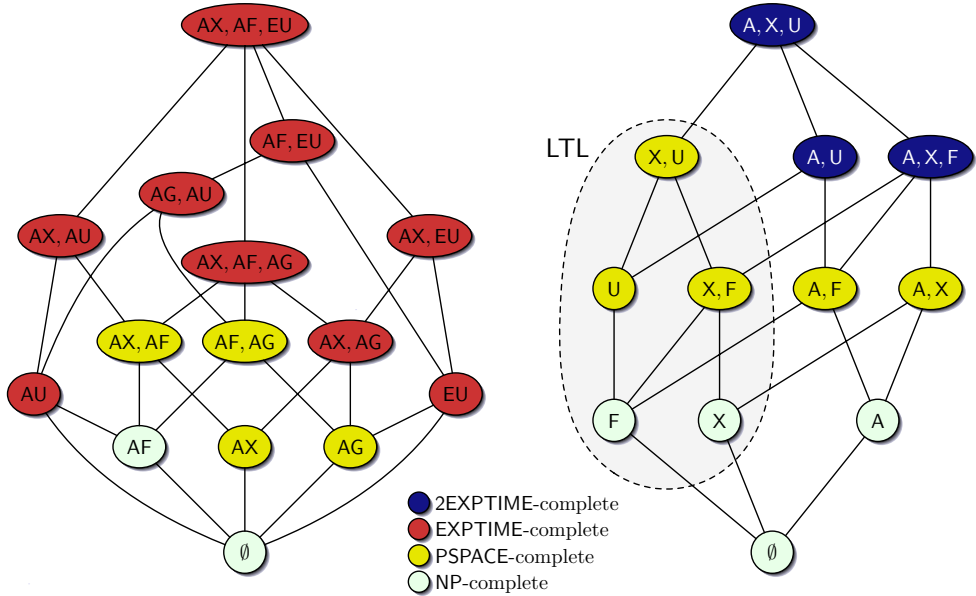 AX, AF, EU
A, X, U
AF, EU
LTL
X, U
A, U
A, X, F
AG, AU
AX, AU
AX, EU
AX, AF, AG
U
X, F
A, F
A, X
AX, AF
AF, AG
AX, AG
AU
EU
F
X
A
AF
AX
AG
2EXPTIME-complete
EXPTIME-complete
PSPACE-complete
NP-complete
∅
∅